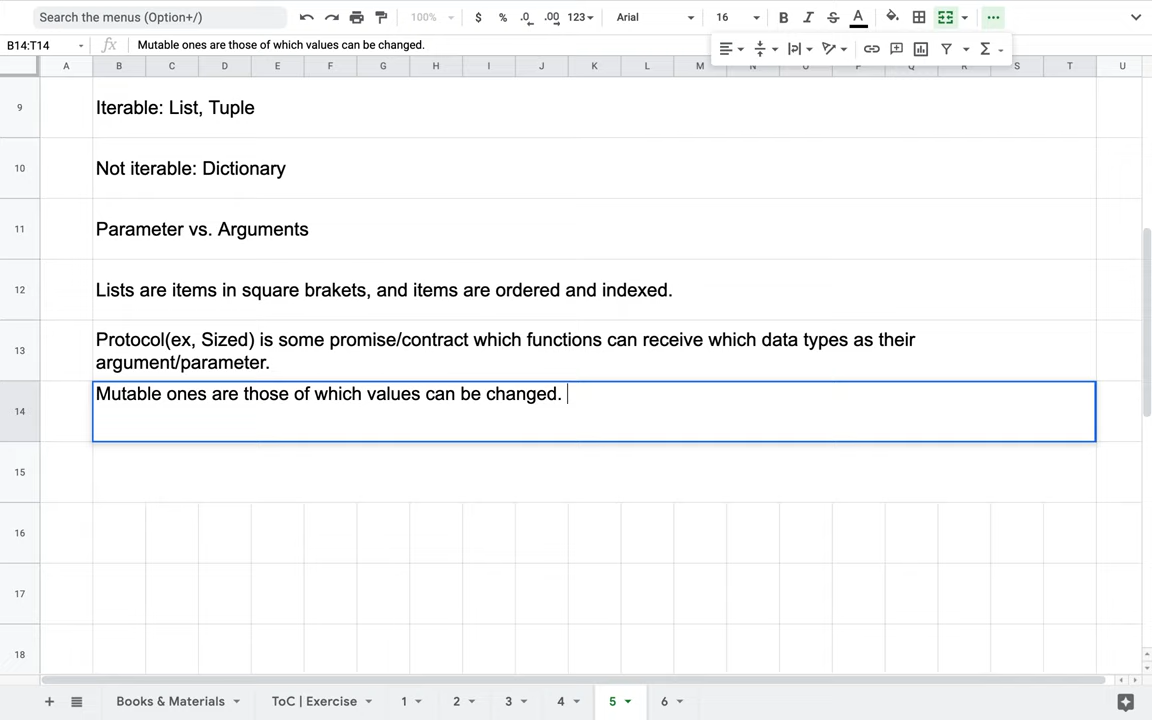 Search the menus (Option+/)
100%
$ % .0 .00 123
Arial
16
B I S A
B14:T14
fx Mutable ones are those of which values can be changed.
A B C D E F G H I J K L M N O P Q R S T U
9 Iterable: List, Tuple
10 Not iterable: Dictionary
11 Parameter vs. Arguments
12 Lists are items in square brakets, and items are ordered and indexed.
13 Protocol(ex, Sized) is some promise/contract which functions can receive which data types as their
argument/parameter.
14 Mutable ones are those of which values can be changed.
15
16
17
18
Books & Materials ToC | Exercise 1 2 3 4 5 6